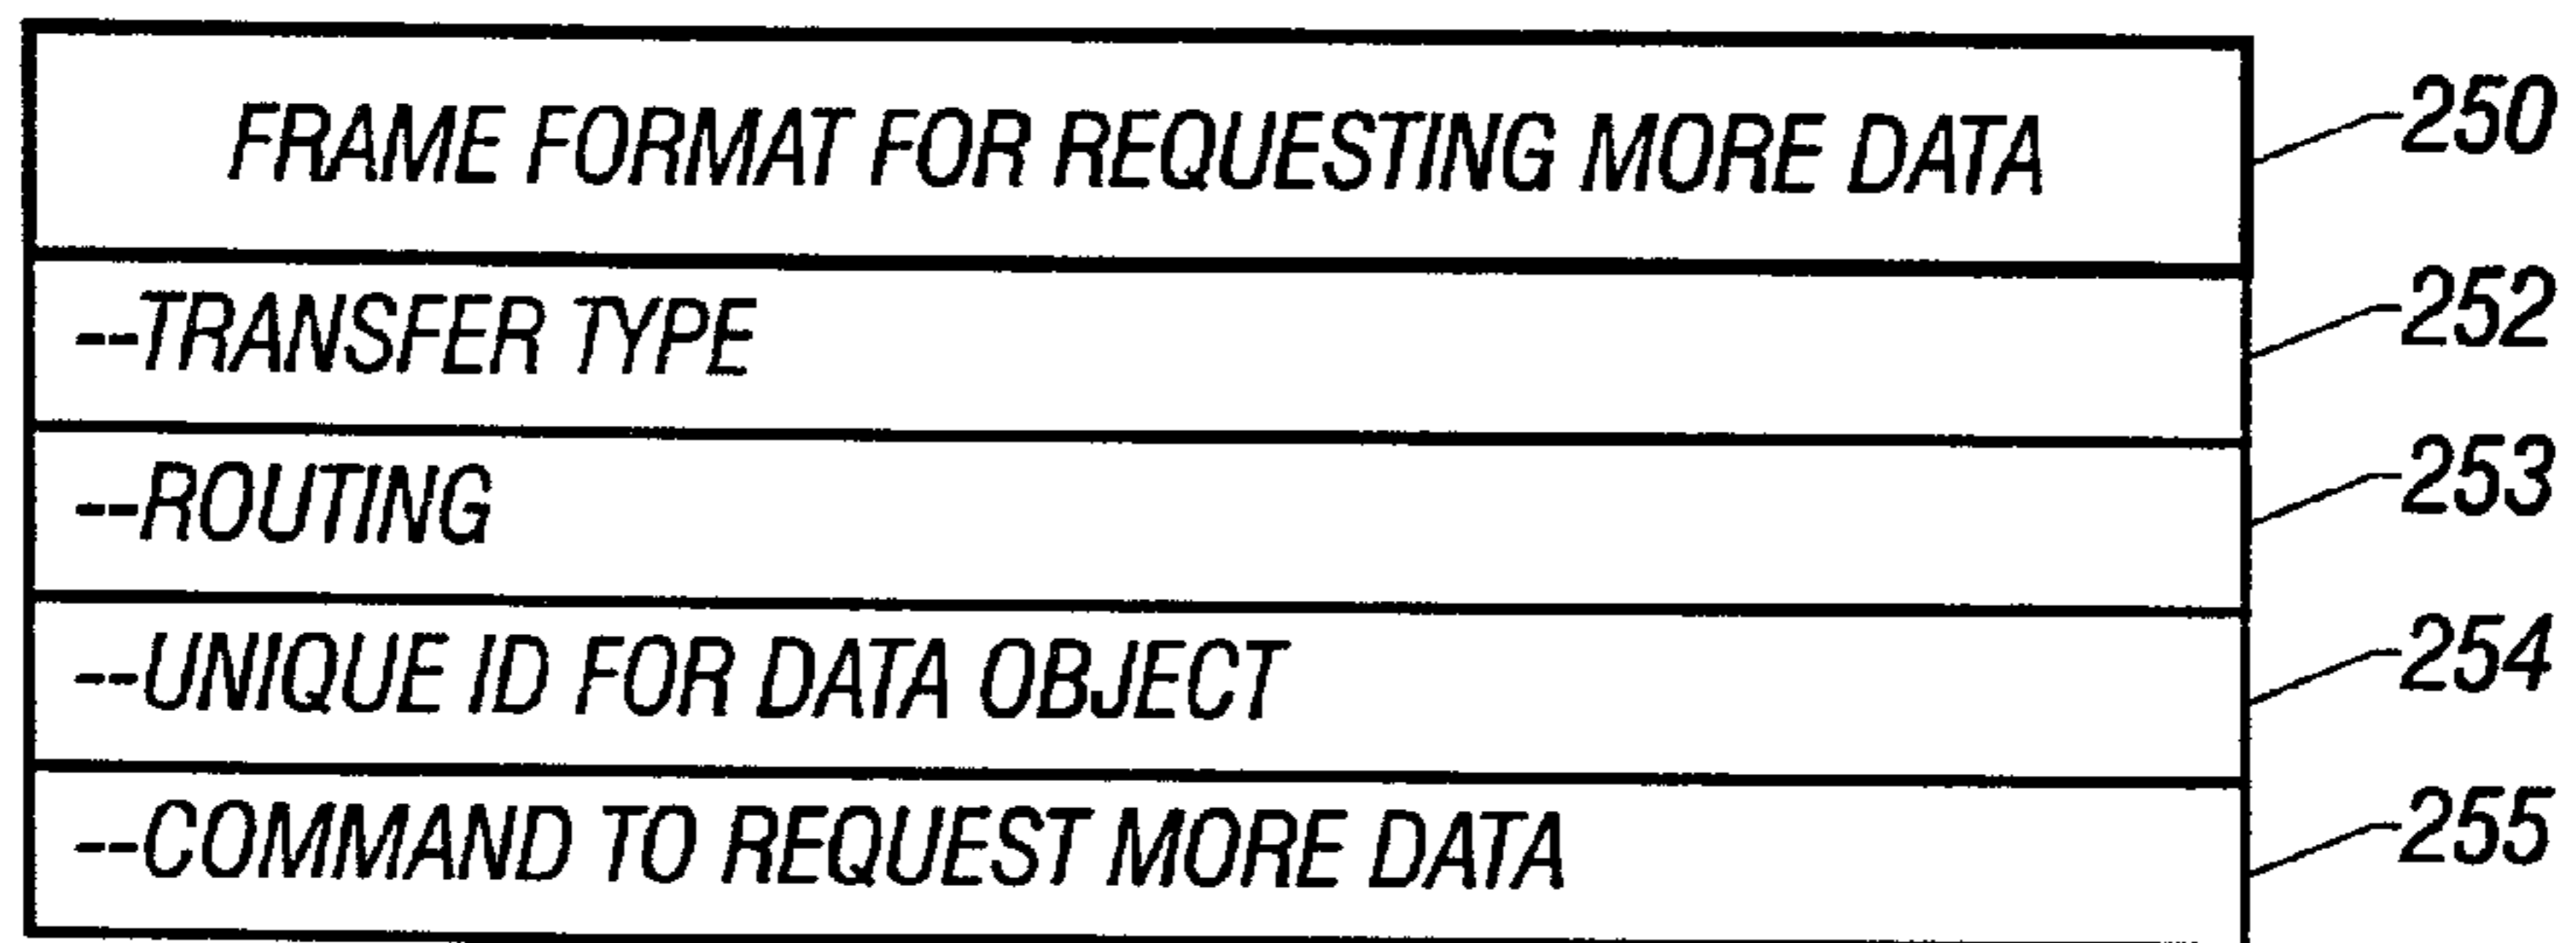 FRAME FORMAT FOR REQUESTING MORE DATA 250
--TRANSFER TYPE 252
--ROUTING 253
--UNIQUE ID FOR DATA OBJECT 254
--COMMAND TO REQUEST MORE DATA 255